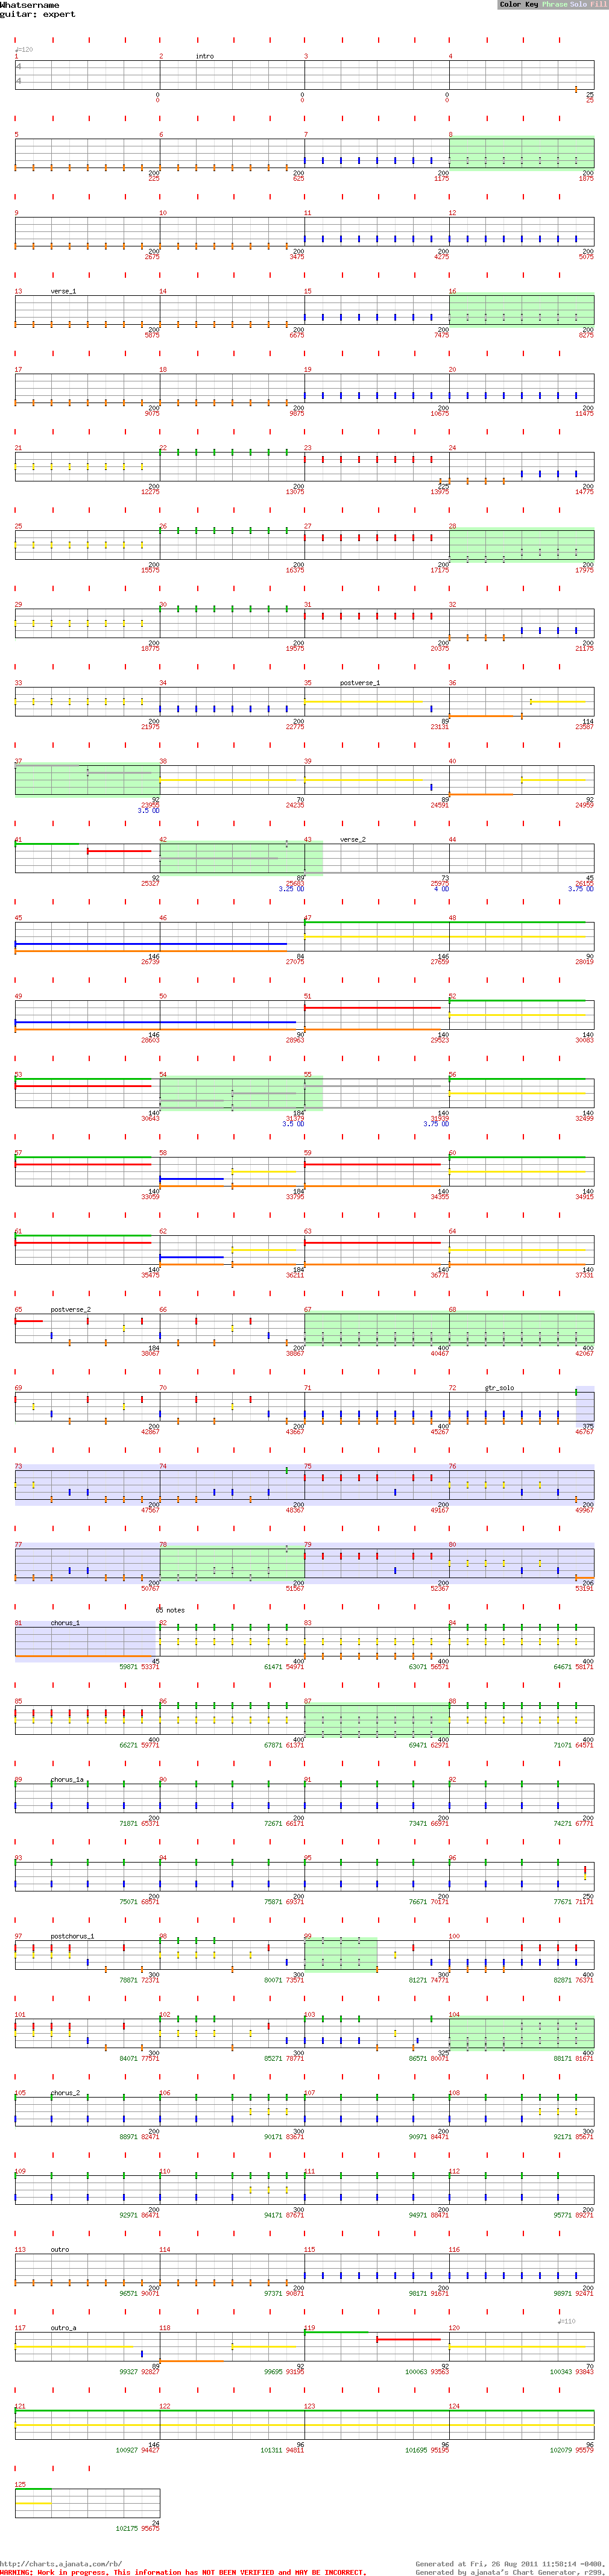 Whatsername
guitar: expert
Color Key Phrase Solo Fill
♩=120
1 2 intro 3 4
4
4
0 0 0 25
0 0 0 25
5 6 7 8
200 200 200 200
225 625 1175 1875
9 10 11 12
200 200 200 200
2675 3475 4275 5075
13 verse_1 14 15 16
200 200 200 200
5875 6675 7475 8275
17 18 19 20
200 200 200 200
9075 9875 10675 11475
21 22 23 24
200 200 225 200
12275 13075 13975 14775
25 26 27 28
200 200 200 200
15575 16375 17175 17975
29 30 31 32
200 200 200 200
18775 19575 20375 21175
33 34 35 postverse_1 36
200 200 89 114
21975 22775 23131 23587
37 38 39 40
92 70 89 92
23955 24235 24591 24959
3.5 OD
41 42 43 verse_2 44
92 89 73 45
25327 25683 25975 26155
3.25 OD 4 OD 3.75 OD
45 46 47 48
146 84 146 90
26739 27075 27659 28019
49 50 51 52
146 90 140 140
28603 28963 29523 30083
53 54 55 56
140 184 140 140
30643 31379 31939 32499
3.5 OD 3.75 OD
57 58 59 60
140 184 140 140
33059 33795 34355 34915
61 62 63 64
140 184 140 140
35475 36211 36771 37331
65 postverse_2 66 67 68
184 200 400 400
38067 38867 40467 42067
69 70 71 72 gtr_solo
200 200 400 375
42867 43667 45267 46767
73 74 75 76
200 200 200 200
47567 48367 49167 49967
77 78 79 80
200 200 200 206
50767 51567 52367 53191
65 notes
81 chorus_1 82 83 84
45 400 400 400
59871 53371 61471 54971 63071 56571 64671 58171
85 86 87 88
400 400 400 400
66271 59771 67871 61371 69471 62971 71071 64571
89 chorus_1a 90 91 92
200 200 200 200
71871 65371 72671 66171 73471 66971 74271 67771
93 94 95 96
200 200 200 250
75071 68571 75871 69371 76671 70171 77671 71171
97 postchorus_1 98 99 100
300 300 300 400
78871 72371 80071 73571 81271 74771 82871 76371
101 102 103 104
300 300 325 400
84071 77571 85271 78771 86571 80071 88171 81671
105 chorus_2 106 107 108
200 300 200 300
88971 82471 90171 83671 90971 84471 92171 85671
109 110 111 112
200 300 200 200
92971 86471 94171 87671 94971 88471 95771 89271
113 outro 114 115 116
200 200 200 200
96571 90071 97371 90871 98171 91671 98971 92471
♩=110
117 outro_a 118 119 120
89 92 92 70
99327 92827 99695 93195 100063 93563 100343 93843
121 122 123 124
146 96 96 96
100927 94427 101311 94811 101695 95195 102079 95579
125
24
102175 95675
http://charts.ajanata.com/rb/
Generated at Fri, 26 Aug 2011 11:58:14 -0400.
WARNING: Work in progress. This information has NOT BEEN VERIFIED and MAY BE INCORRECT.
Generated by ajanata's Chart Generator, r299.